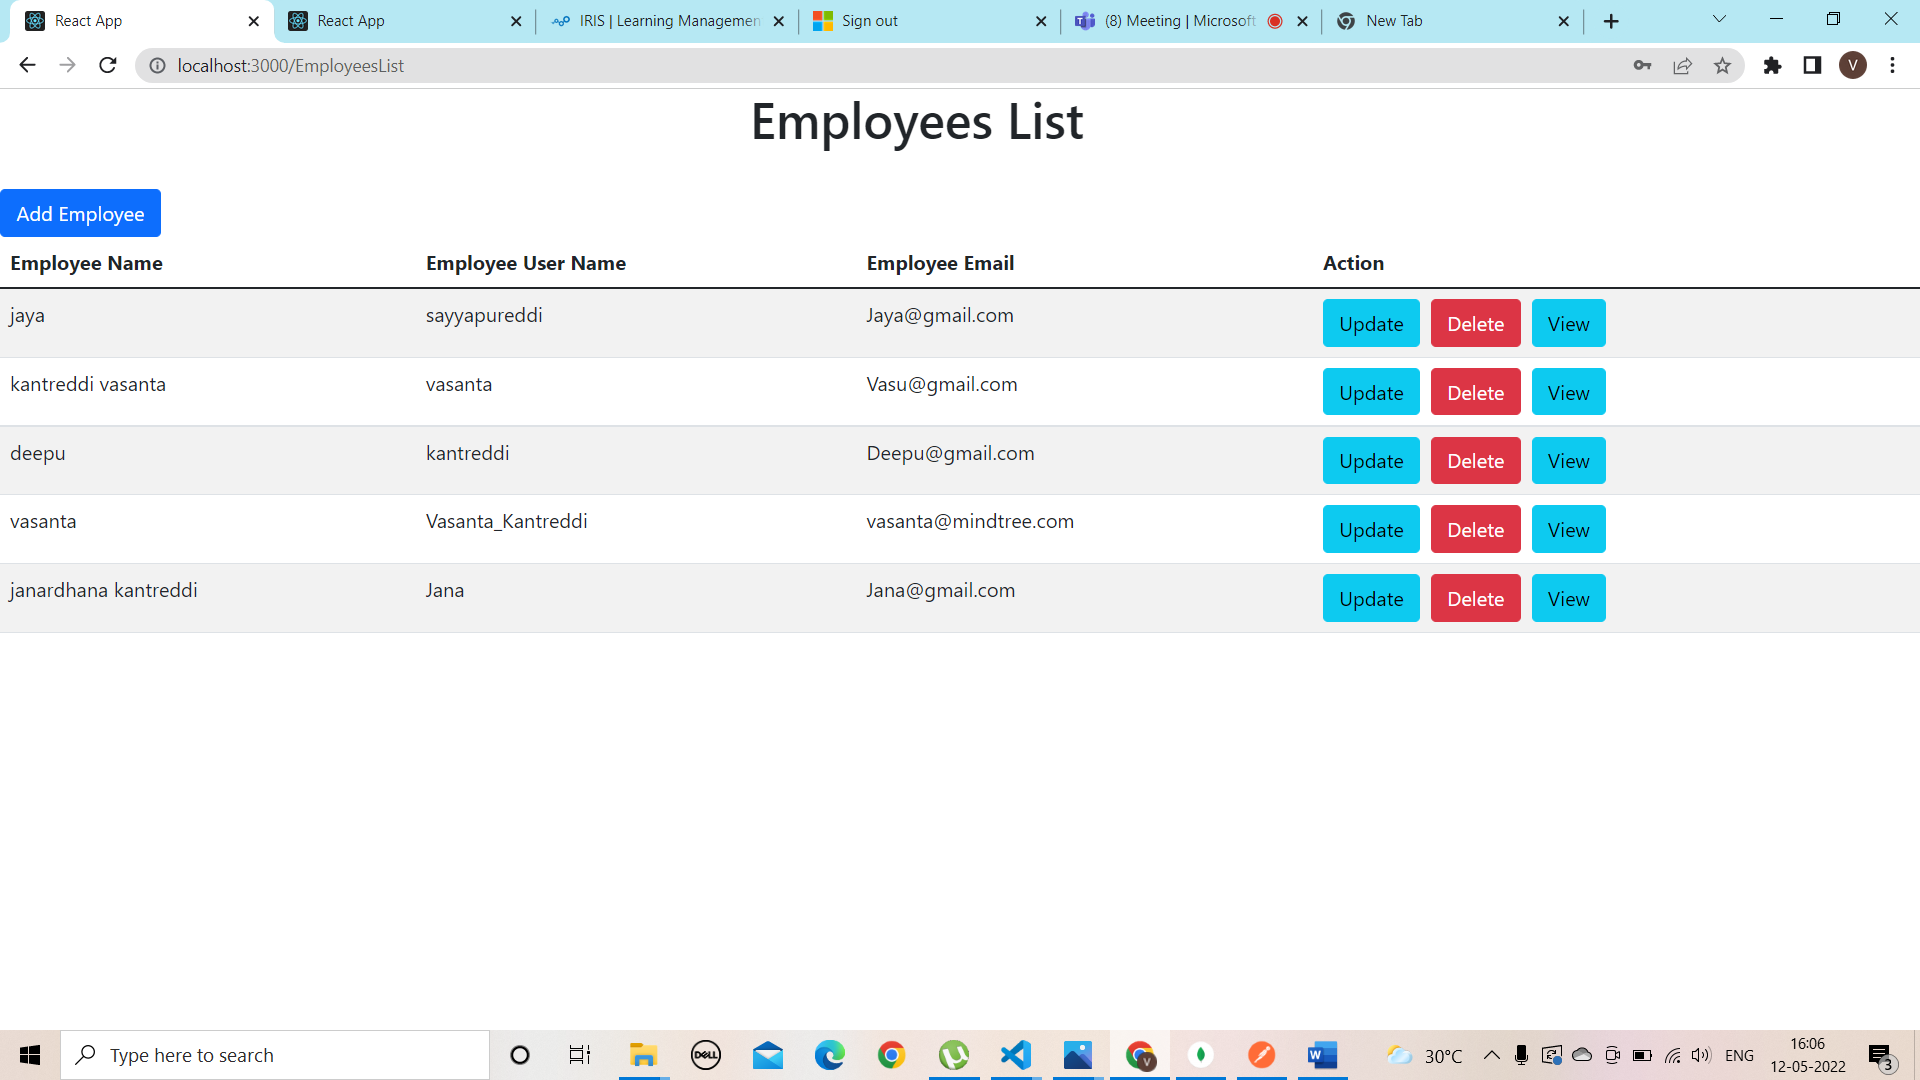 React App
React App
IRIS | Learning Managemen
Sign out
(8) Meeting | Microsoft
New Tab
localhost:3000/EmployeesList
V
Employees List
Add Employee
Employee Name Employee User Name Employee Email Action
jaya sayyapureddi Jaya@gmail.com Update Delete View
kantreddi vasanta vasanta Vasu@gmail.com Update Delete View
deepu kantreddi Deepu@gmail.com Update Delete View
vasanta Vasanta_Kantreddi vasanta@mindtree.com Update Delete View
janardhana kantreddi Jana Jana@gmail.com Update Delete View
Type here to search
DELL
V
W
30°C
ENG
16:06
12-05-2022
3